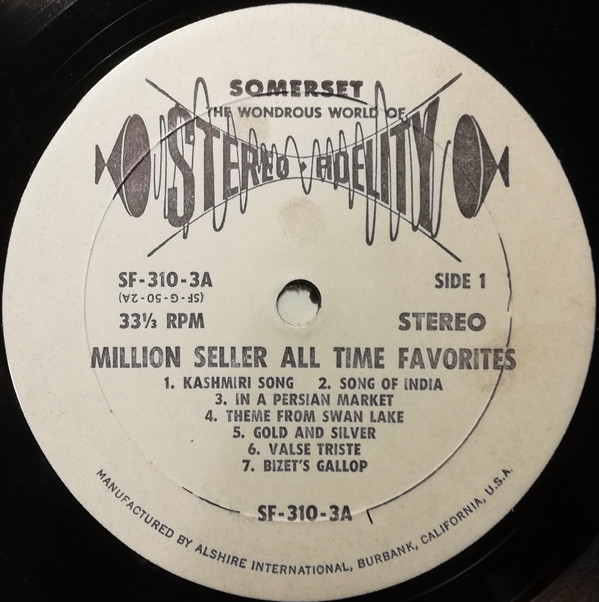 SOMERSET
THE WONDROUS WORLD OF
STEREO • FIDELITY
SF-310-3A
SIDE 1
(SF-G-50-2A)
33⅓ RPM
STEREO
MILLION SELLER ALL TIME FAVORITES
1. KASHMIRI SONG 2. SONG OF INDIA
3. IN A PERSIAN MARKET
4. THEME FROM SWAN LAKE
5. GOLD AND SILVER
6. VALSE TRISTE
7. BIZET'S GALLOP
SF-310-3A
MANUFACTURED BY ALSHIRE INTERNATIONAL, BURBANK, CALIFORNIA, U.S.A.